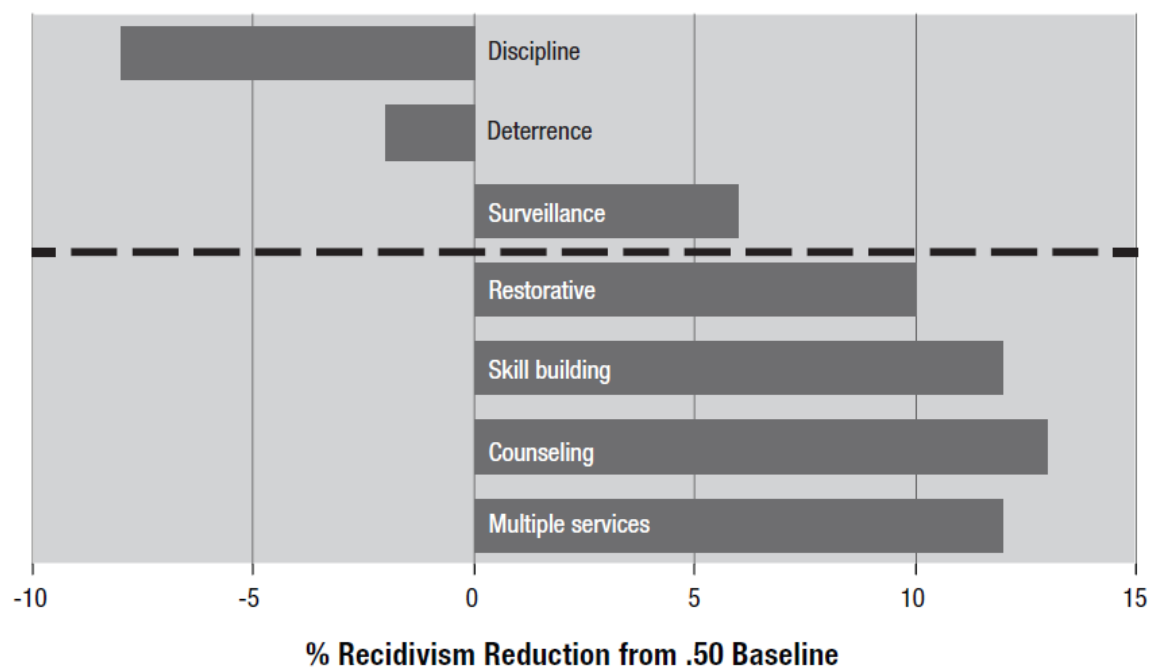 Discipline
Deterrence
Surveillance
Restorative
Skill building
Counseling
Multiple services
-10 -5 0 5 10 15
% Recidivism Reduction from .50 Baseline